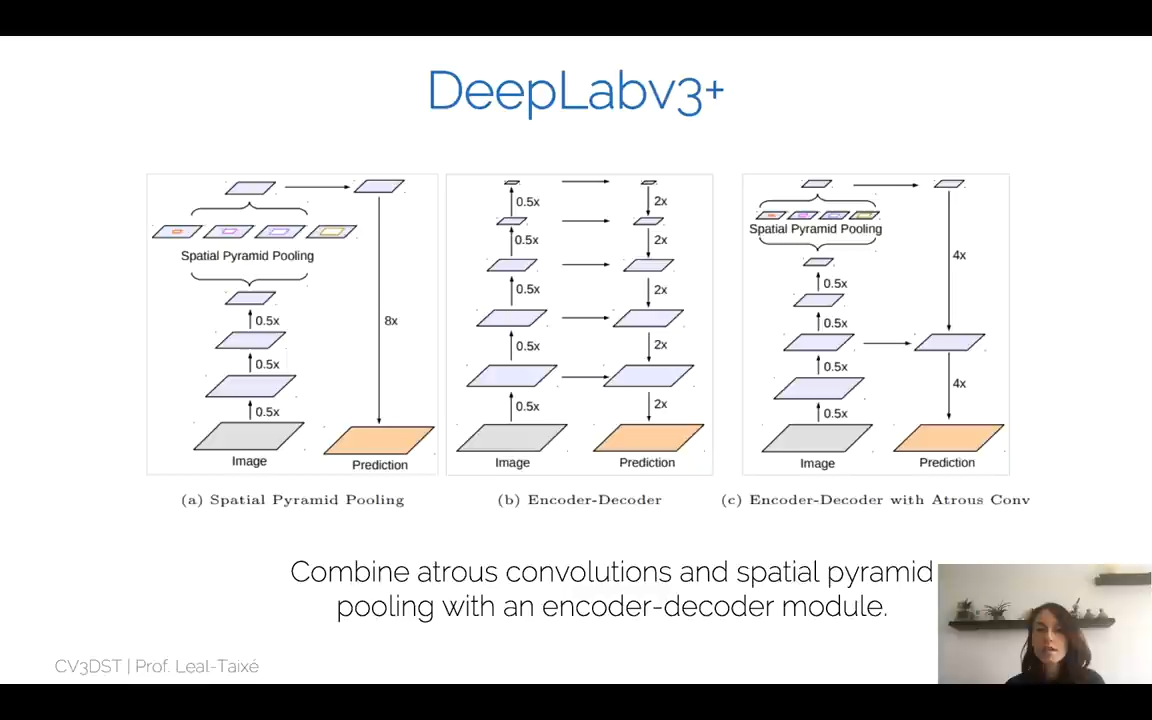 DeepLabv3+
Spatial Pyramid Pooling
0.5x
0.5x
0.5x
8x
Image
Prediction
(a) Spatial Pyramid Pooling
0.5x
0.5x
0.5x
0.5x
0.5x
2x
2x
2x
2x
2x
Image
Prediction
(b) Encoder-Decoder
Spatial Pyramid Pooling
0.5x
0.5x
0.5x
0.5x
4x
4x
Image
Prediction
(c) Encoder-Decoder with Atrous Conv
Combine atrous convolutions and spatial pyramid
pooling with an encoder-decoder module.
CV3DST | Prof. Leal-Taixé